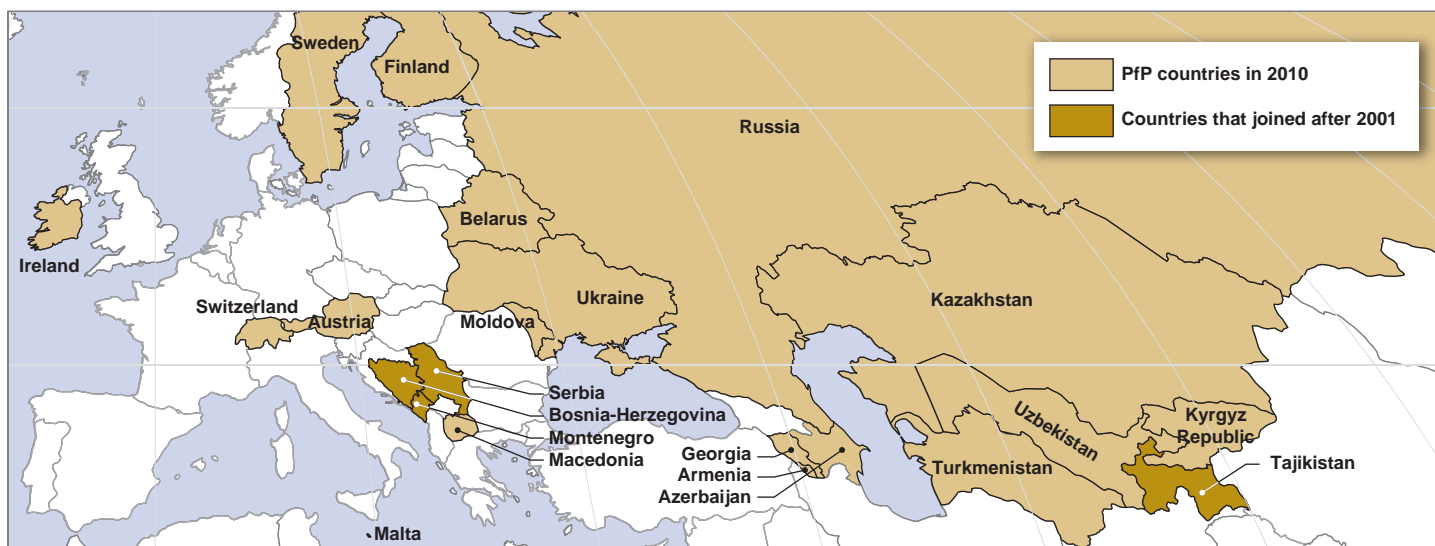 Sweden
Finland
PfP countries in 2010
Countries that joined after 2001
Russia
Belarus
Ireland
Ukraine
Kazakhstan
Switzerland
Austria
Moldova
Serbia
Bosnia-Herzegovina
Montenegro
Macedonia
Georgia
Armenia
Azerbaijan
Uzbekistan
Kyrgyz
Republic
Turkmenistan
Tajikistan
Malta